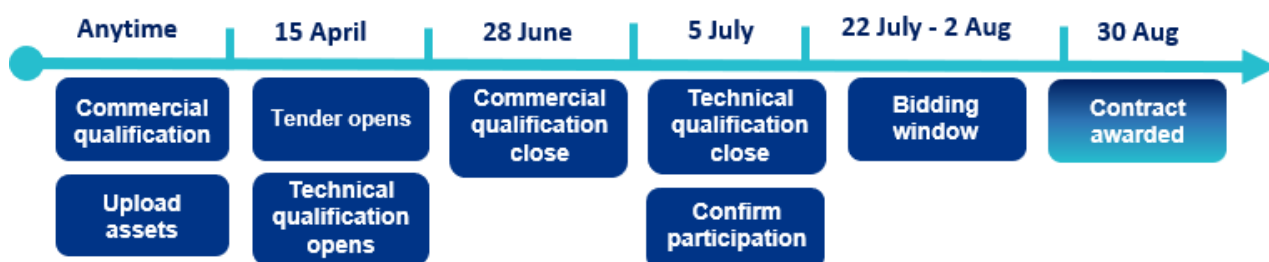 Anytime
15 April
28 June
5 July
22 July - 2 Aug
30 Aug
Commercial
qualification
Tender opens
Commercial
qualification
close
Technical
qualification
close
Bidding
window
Contract
awarded
Upload
assets
Technical
qualification
opens
Confirm
participation